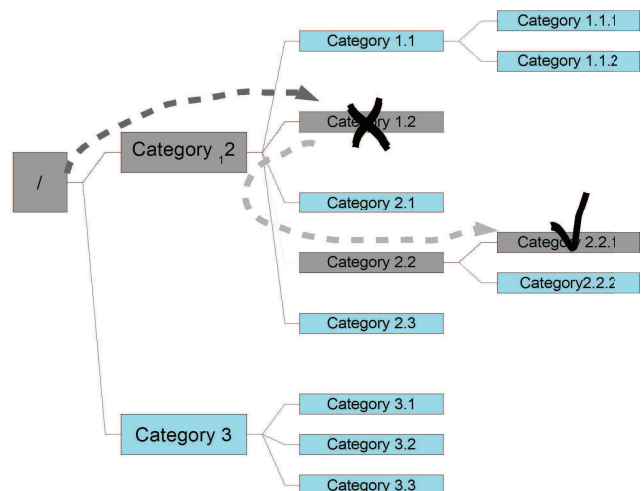 /
Category ₁2
Category 3
Category 1.1
Category 1.2
Category 2.1
Category 2.2
Category 2.3
Category 3.1
Category 3.2
Category 3.3
Category 1.1.1
Category 1.1.2
Category 2.2.1
Category2.2.2